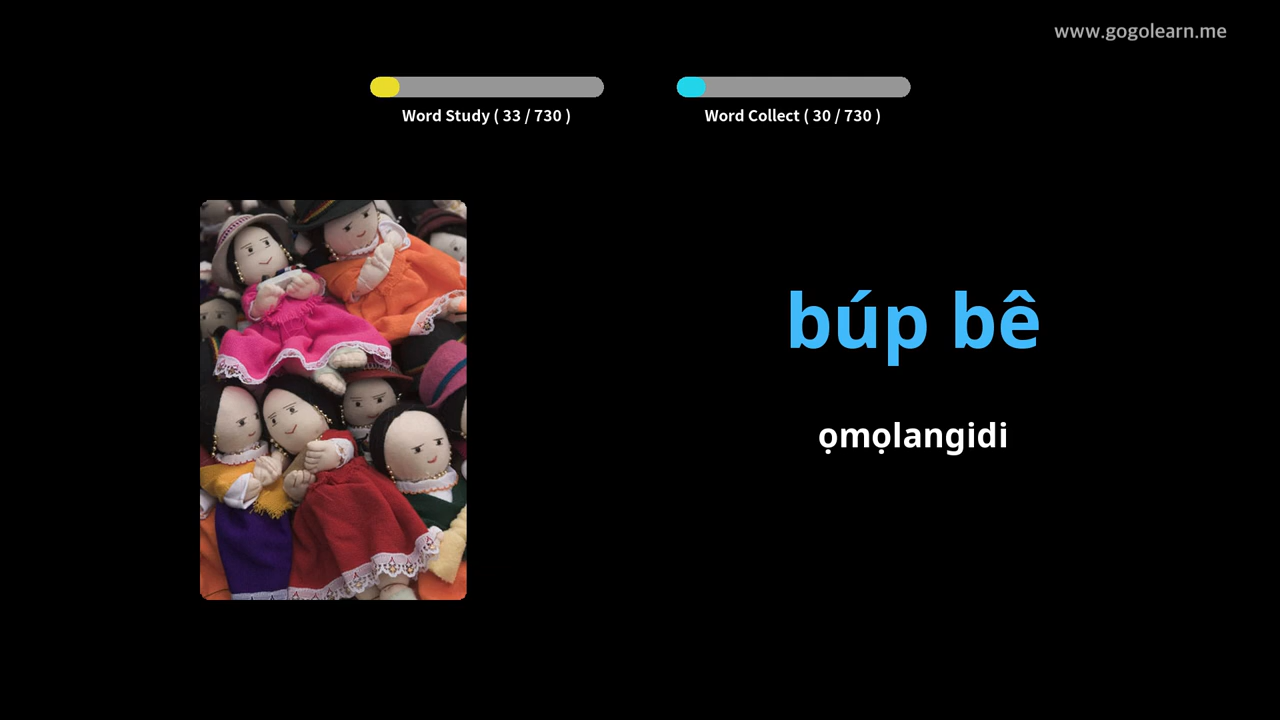 www.gogolearn.me
Word Study ( 33 / 730 )
Word Collect ( 30 / 730 )
búp bê
ọmọlangidi